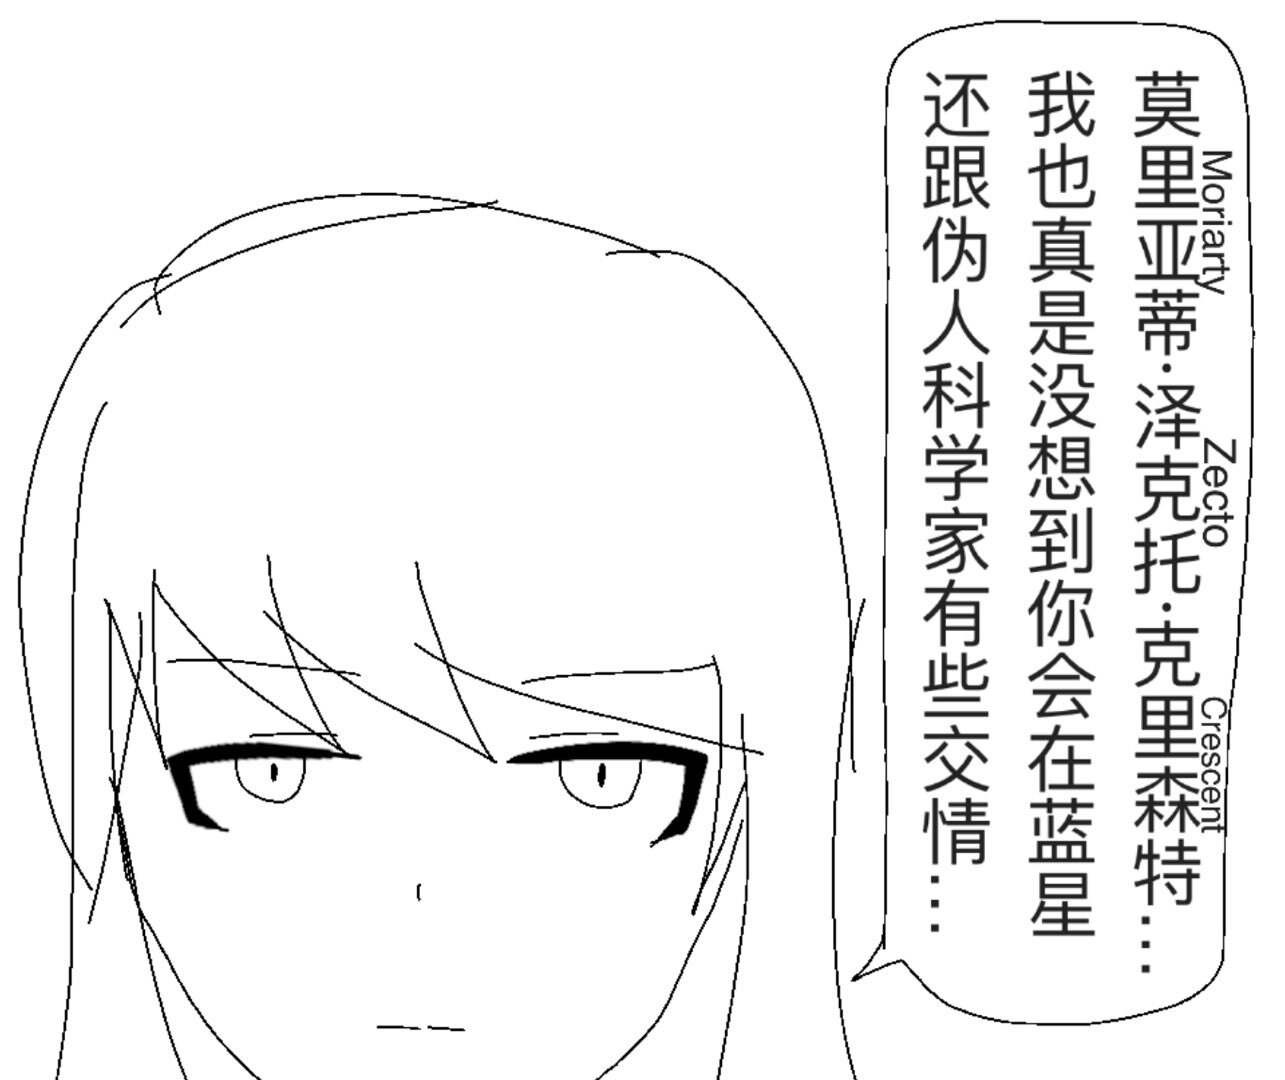 莫里亚蒂·泽克托·克里森特…
Moriarty
Zecto
Crescent
我也真是没想到你会在蓝星
还跟伪人科学家有些交情…